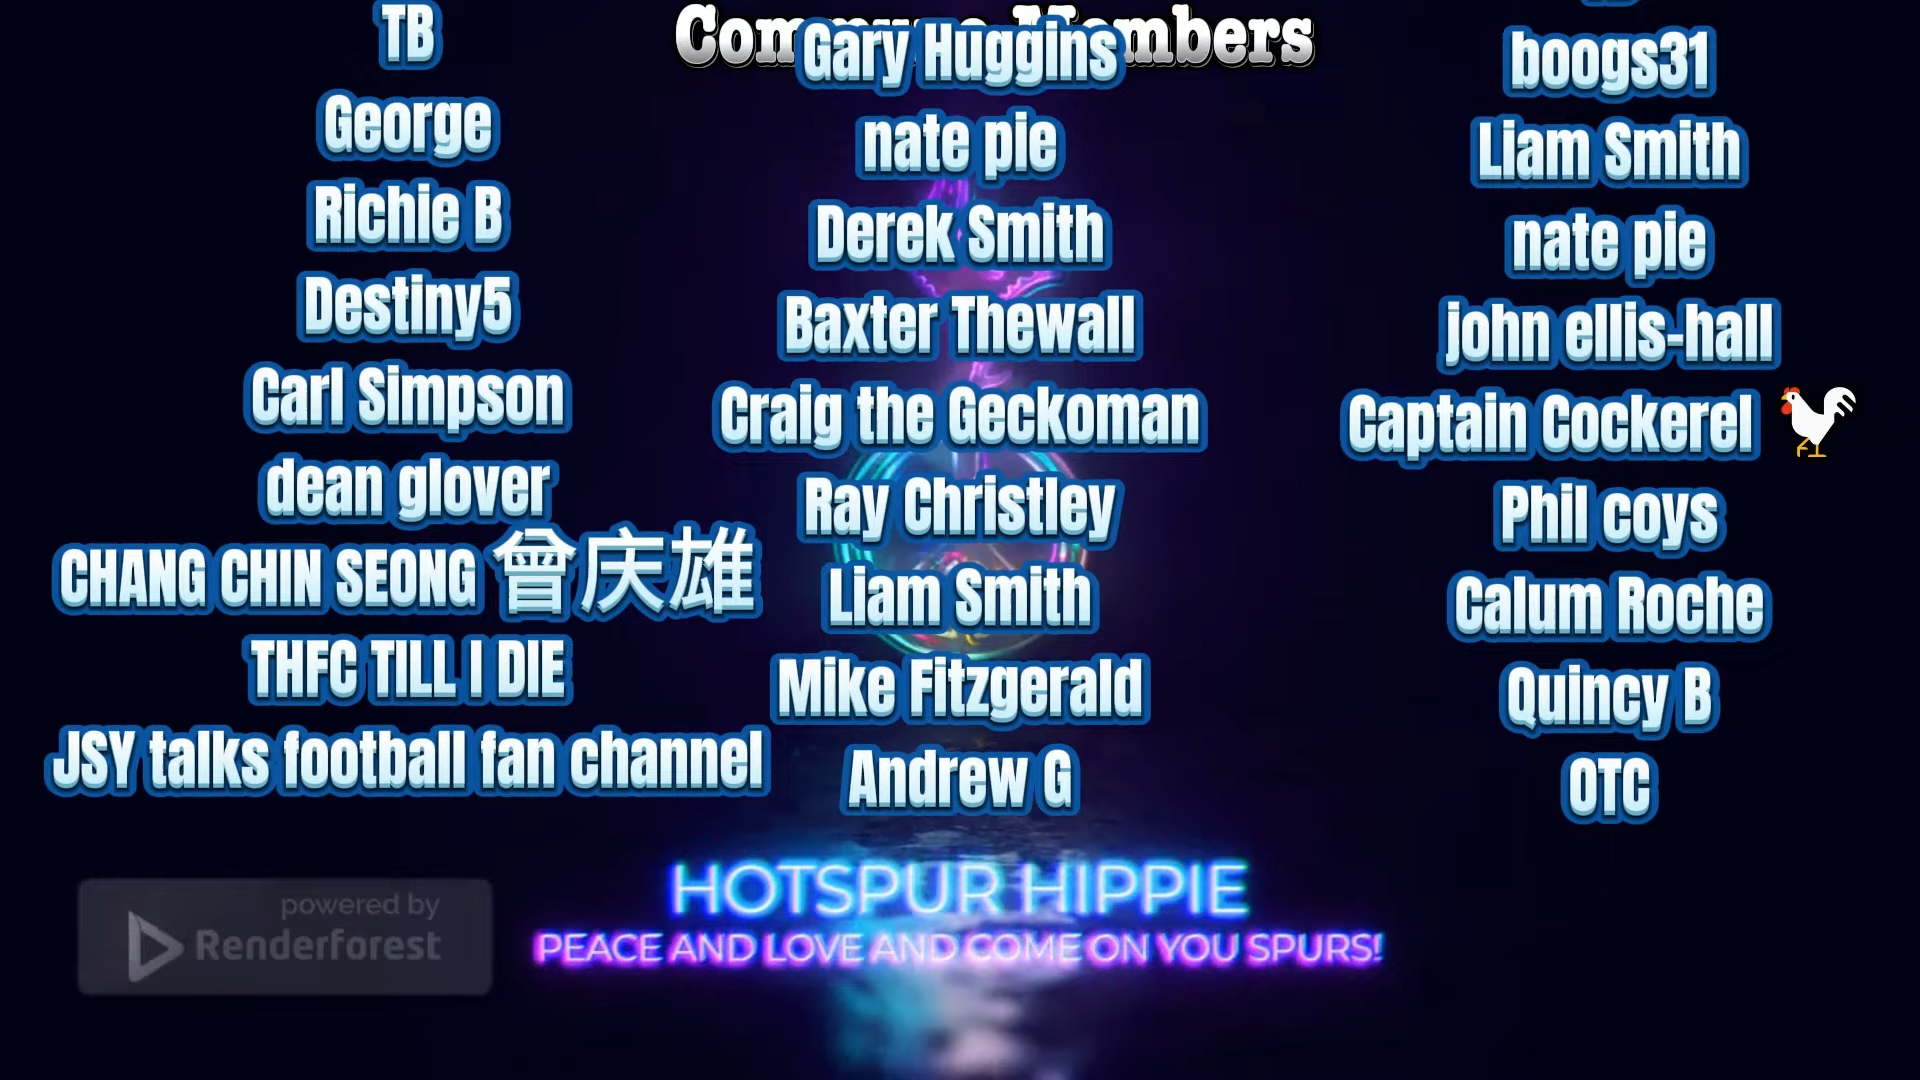 Commune Members
TB
George
Richie B
Destiny5
Carl Simpson
dean glover
CHANG CHIN SEONG 曾庆雄
THFC TILL I DIE
JSY talks football fan channel
Gary Huggins
nate pie
Derek Smith
Baxter Thewall
Craig the Geckoman
Ray Christley
Liam Smith
Mike Fitzgerald
Andrew G
boogs31
Liam Smith
nate pie
john ellis-hall
Captain Cockerel 🐓
Phil coys
Calum Roche
Quincy B
OTC
HOTSPUR HIPPIE
PEACE AND LOVE AND COME ON YOU SPURS!
powered by
Renderforest